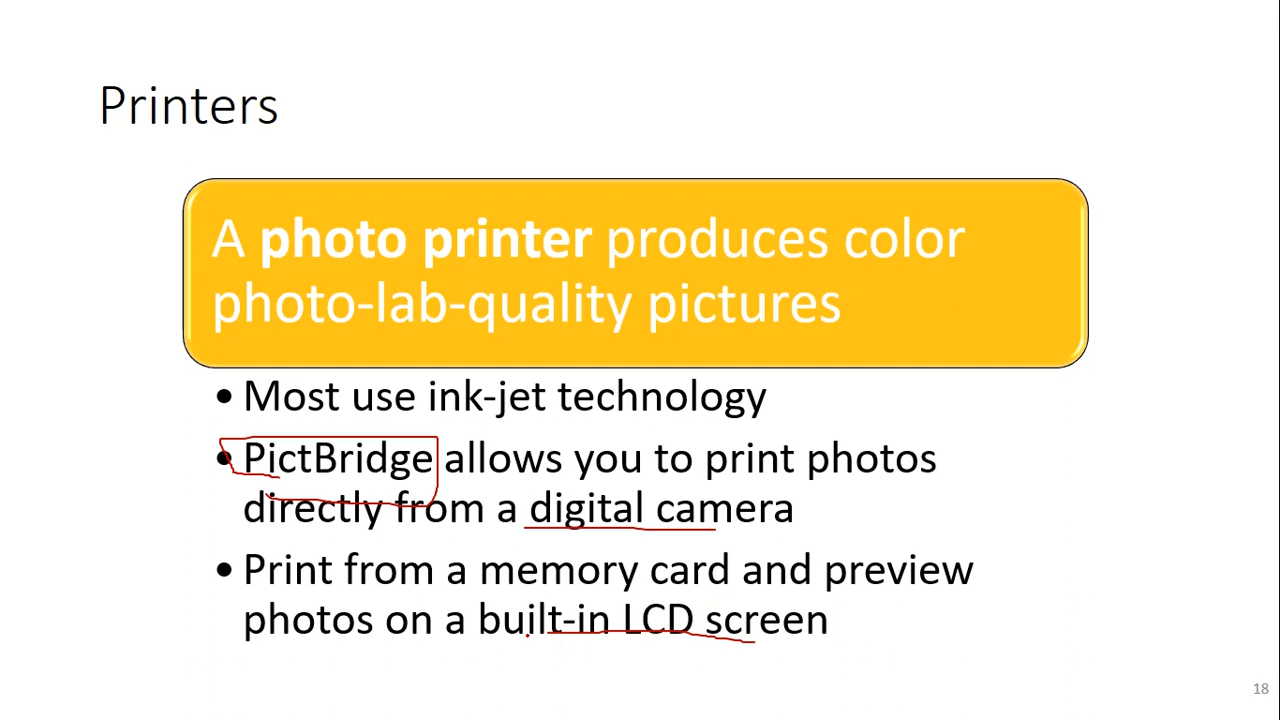 Printers
A photo printer produces color
photo-lab-quality pictures
• Most use ink-jet technology
• PictBridge allows you to print photos
directly from a digital camera
• Print from a memory card and preview
photos on a built-in LCD screen
18